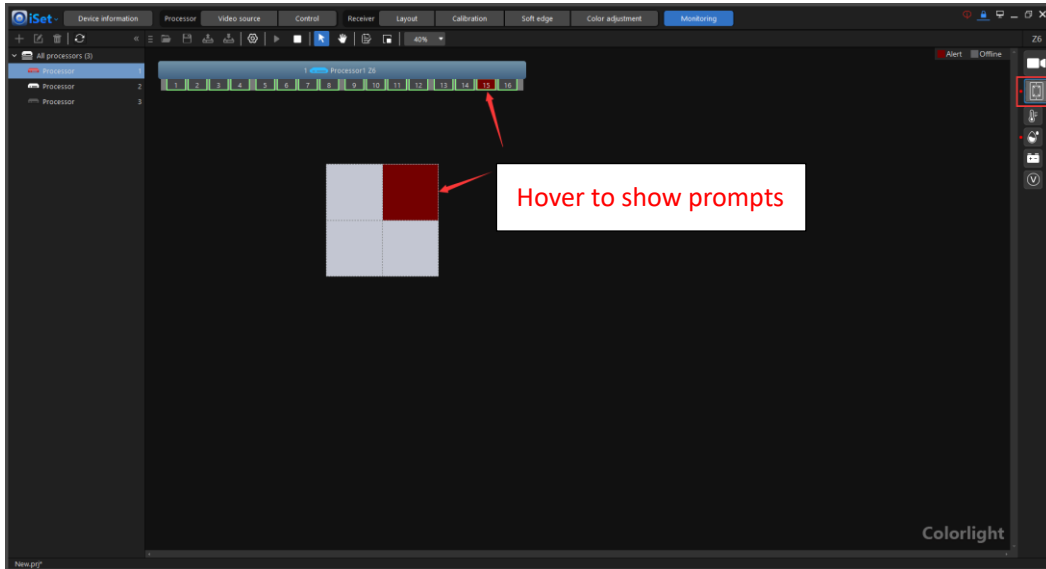 iSet Device information Processor Video source Control Receiver Layout Calibration Soft edge Color adjustment Monitoring
40% Z6
All processors (3) Alert Offline
Processor 1
1 Processor1 Z6
Processor 2
1 2 3 4 5 6 7 8 9 10 11 12 13 14 15 16
Processor 3
Hover to show prompts
Colorlight
New.prj*